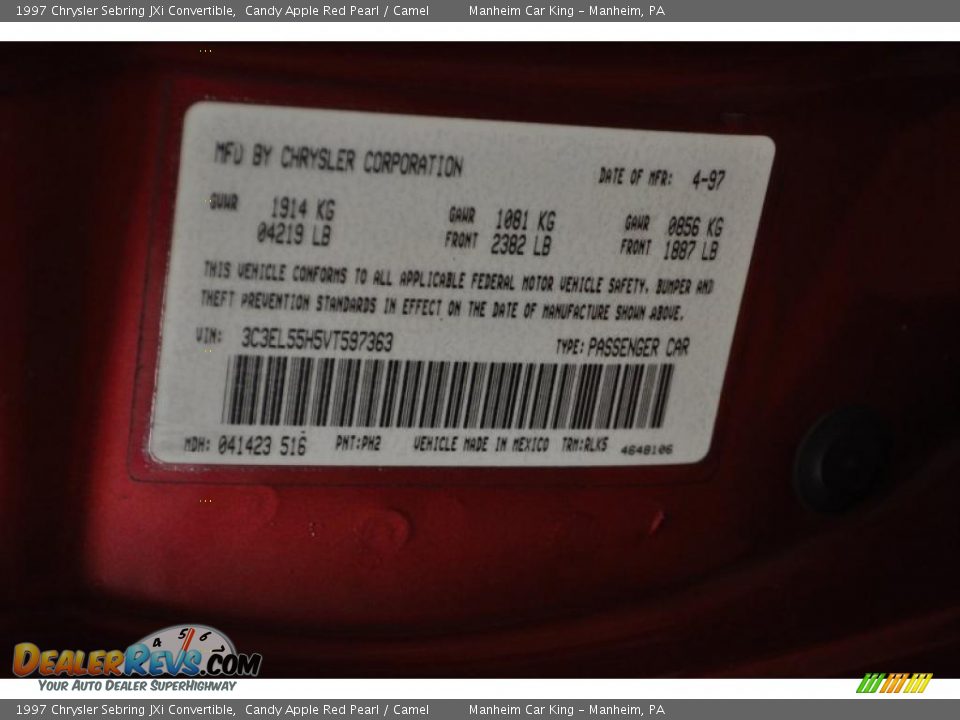 1997 Chrysler Sebring JXi Convertible, Candy Apple Red Pearl / Camel Manheim Car King - Manheim, PA
MFD BY CHRYSLER CORPORATION DATE OF MFR: 4-97
GVWR 1914 KG GAWR 1081 KG GAWR 0856 KG
04219 LB FRONT 2382 LB FRONT 1887 LB
THIS VEHICLE CONFORMS TO ALL APPLICABLE FEDERAL MOTOR VEHICLE SAFETY, BUMPER AND
THEFT PREVENTION STANDARDS IN EFFECT ON THE DATE OF MANUFACTURE SHOWN ABOVE.
VIN: 3C3EL55H5VT597363 TYPE: PASSENGER CAR
MDH: 041423 516 PNT:PH2 VEHICLE MADE IN MEXICO TRM:RLK5 4648106
4 5 6
DEALERREVS.COM
YOUR AUTO DEALER SUPERHIGHWAY
1997 Chrysler Sebring JXi Convertible, Candy Apple Red Pearl / Camel Manheim Car King - Manheim, PA